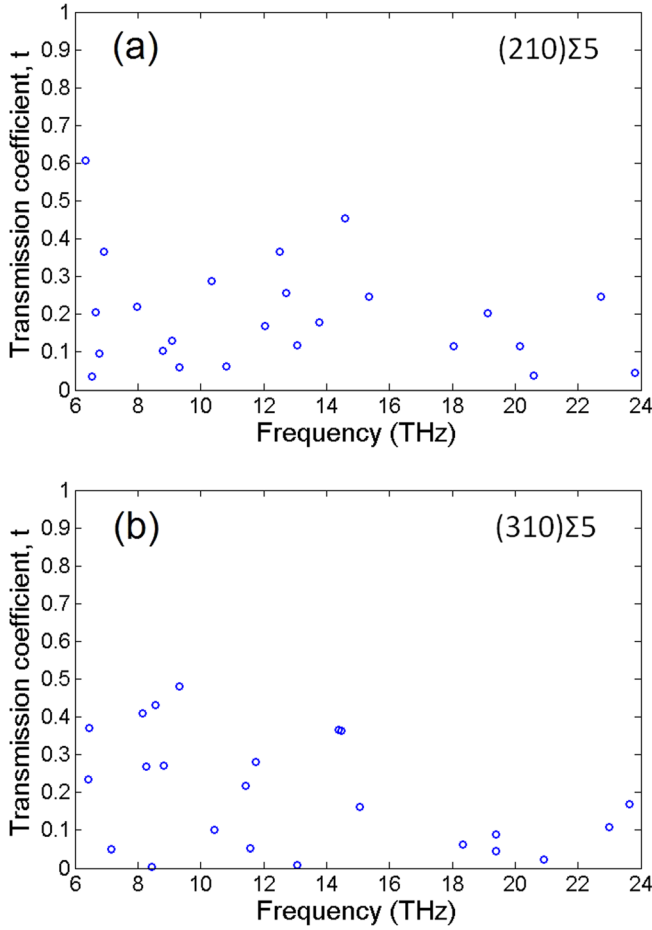 (a)
(210)Σ5
Transmission coefficient, t
1
0.9
0.8
0.7
0.6
0.5
0.4
0.3
0.2
0.1
0
6 8 10 12 14 16 18 20 22 24
Frequency (THz)
(b)
(310)Σ5
Transmission coefficient, t
1
0.9
0.8
0.7
0.6
0.5
0.4
0.3
0.2
0.1
0
6 8 10 12 14 16 18 20 22 24
Frequency (THz)